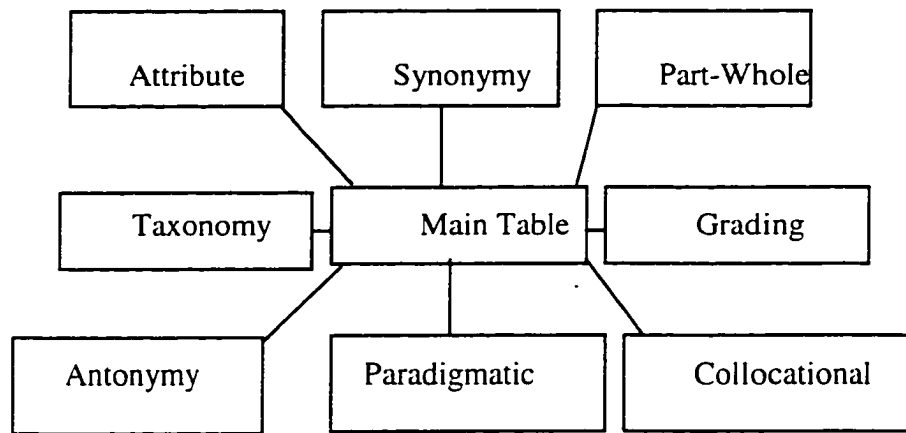 Attribute
Synonymy
Part-Whole
Taxonomy
Main Table
Grading
Antonymy
Paradigmatic
Collocational